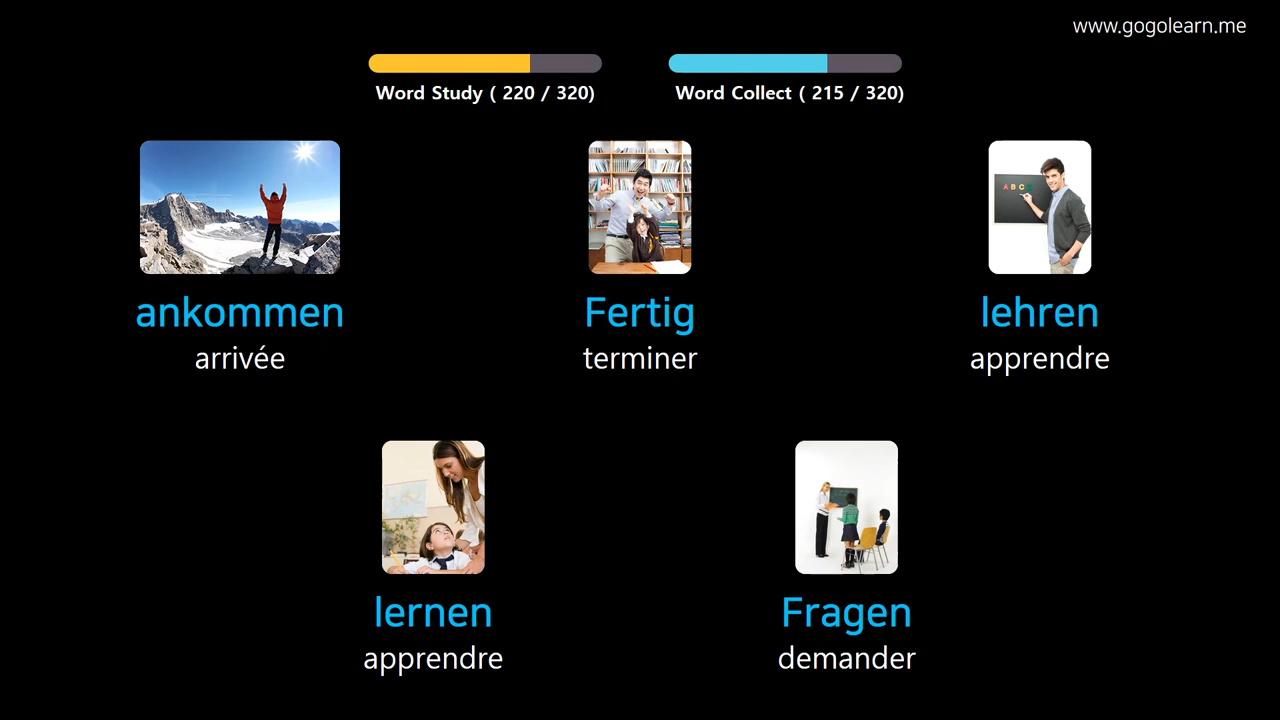 www.gogolearn.me
Word Study ( 220 / 320)
Word Collect ( 215 / 320)
ankommen
arrivée
Fertig
terminer
lehren
apprendre
lernen
apprendre
Fragen
demander